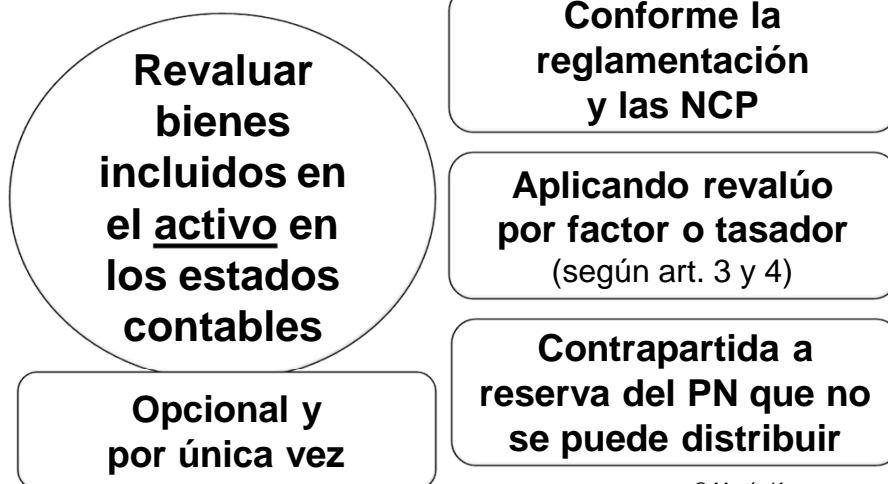 Revaluar
bienes
incluidos en
el activo en
los estados
contables
Opcional y
por única vez
Conforme la
reglamentación
y las NCP
Aplicando revalúo
por factor o tasador
(según art. 3 y 4)
Contrapartida a
reserva del PN que no
se puede distribuir